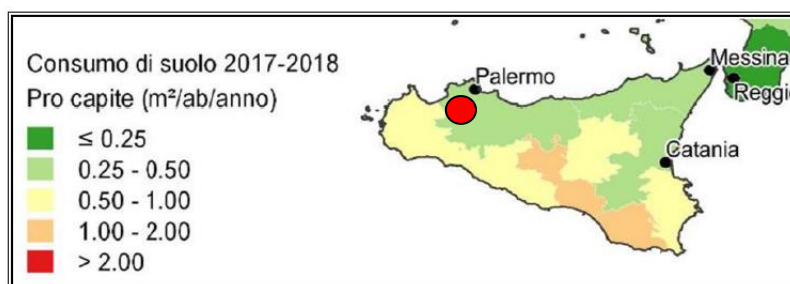 Consumo di suolo 2017-2018
Pro capite (m²/ab/anno)
≤ 0.25
0.25 - 0.50
0.50 - 1.00
1.00 - 2.00
> 2.00
Palermo
Messina
Reggi
Catania